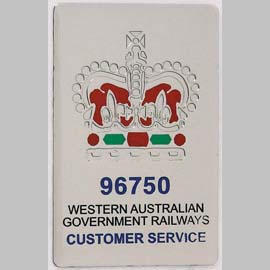 96750
WESTERN AUSTRALIAN
GOVERNMENT RAILWAYS
CUSTOMER SERVICE